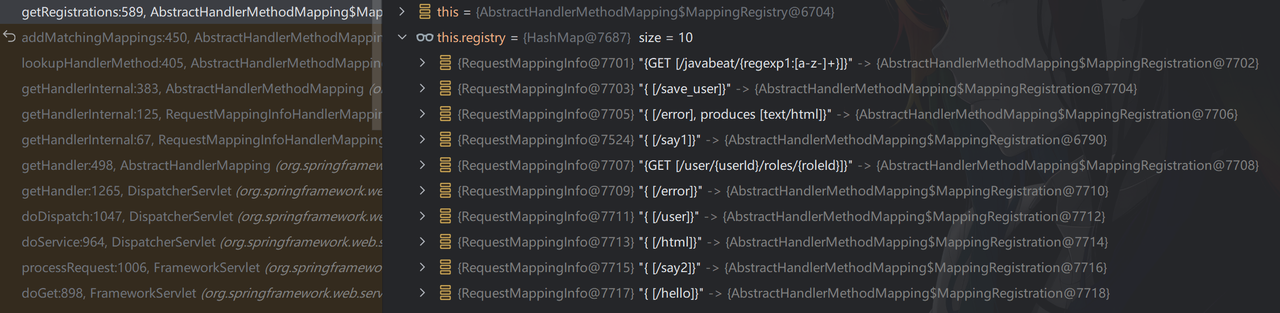 getRegistrations:589, AbstractHandlerMethodMapping$Map
addMatchingMappings:450, AbstractHandlerMethodMapping
lookupHandlerMethod:405, AbstractHandlerMethodMapping
getHandlerInternal:383, AbstractHandlerMethodMapping (o
getHandlerInternal:125, RequestMappingInfoHandlerMappin
getHandlerInternal:67, RequestMappingInfoHandlerMapping
getHandler:498, AbstractHandlerMapping (org.springframew
getHandler:1265, DispatcherServlet (org.springframework.we
doDispatch:1047, DispatcherServlet (org.springframework.we
doService:964, DispatcherServlet (org.springframework.web.s
processRequest:1006, FrameworkServlet (org.springframewo
doGet:898, FrameworkServlet (org.springframework.web.serv
this = {AbstractHandlerMethodMapping$MappingRegistry@6704}
this.registry = {HashMap@7687} size = 10
{RequestMappingInfo@7701} "{GET [/javabeat/{regexp1:[a-z-]+}]}" -> {AbstractHandlerMethodMapping$MappingRegistration@7702}
{RequestMappingInfo@7703} "{ [/save_user]}" -> {AbstractHandlerMethodMapping$MappingRegistration@7704}
{RequestMappingInfo@7705} "{ [/error], produces [text/html]}" -> {AbstractHandlerMethodMapping$MappingRegistration@7706}
{RequestMappingInfo@7524} "{ [/say1]}" -> {AbstractHandlerMethodMapping$MappingRegistration@6790}
{RequestMappingInfo@7707} "{GET [/user/{userId}/roles/{roleId}]}" -> {AbstractHandlerMethodMapping$MappingRegistration@7708}
{RequestMappingInfo@7709} "{ [/error]}" -> {AbstractHandlerMethodMapping$MappingRegistration@7710}
{RequestMappingInfo@7711} "{ [/user]}" -> {AbstractHandlerMethodMapping$MappingRegistration@7712}
{RequestMappingInfo@7713} "{ [/html]}" -> {AbstractHandlerMethodMapping$MappingRegistration@7714}
{RequestMappingInfo@7715} "{ [/say2]}" -> {AbstractHandlerMethodMapping$MappingRegistration@7716}
{RequestMappingInfo@7717} "{ [/hello]}" -> {AbstractHandlerMethodMapping$MappingRegistration@7718}